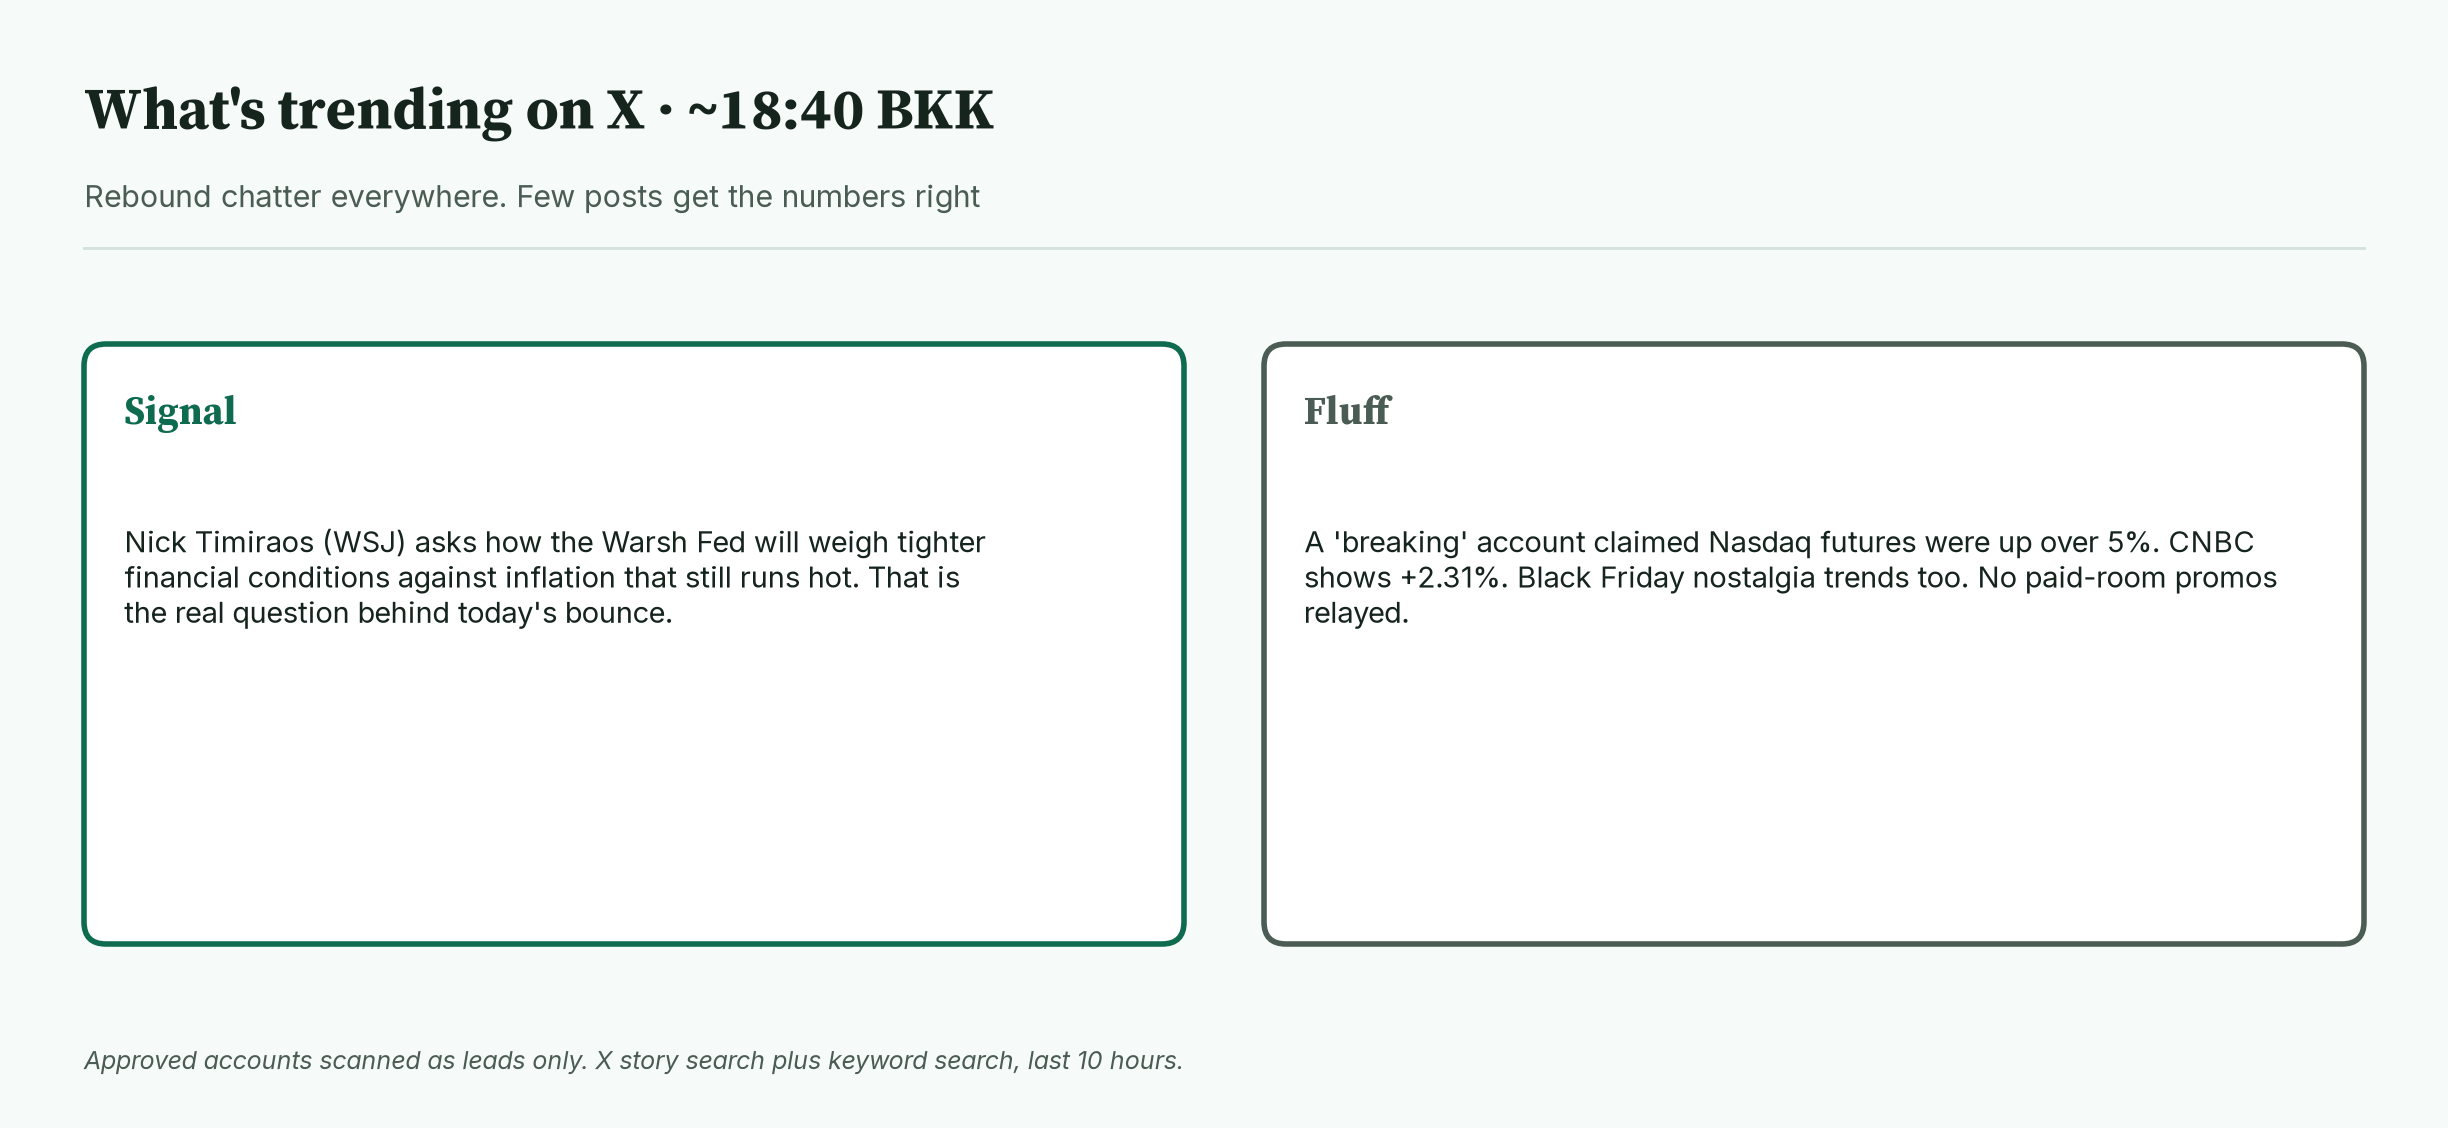 What's trending on X · ~18:40 BKK
Rebound chatter everywhere. Few posts get the numbers right
Signal
Nick Timiraos (WSJ) asks how the Warsh Fed will weigh tighter
financial conditions against inflation that still runs hot. That is
the real question behind today's bounce.
Fluff
A 'breaking' account claimed Nasdaq futures were up over 5%. CNBC
shows +2.31%. Black Friday nostalgia trends too. No paid-room promos
relayed.
Approved accounts scanned as leads only. X story search plus keyword search, last 10 hours.